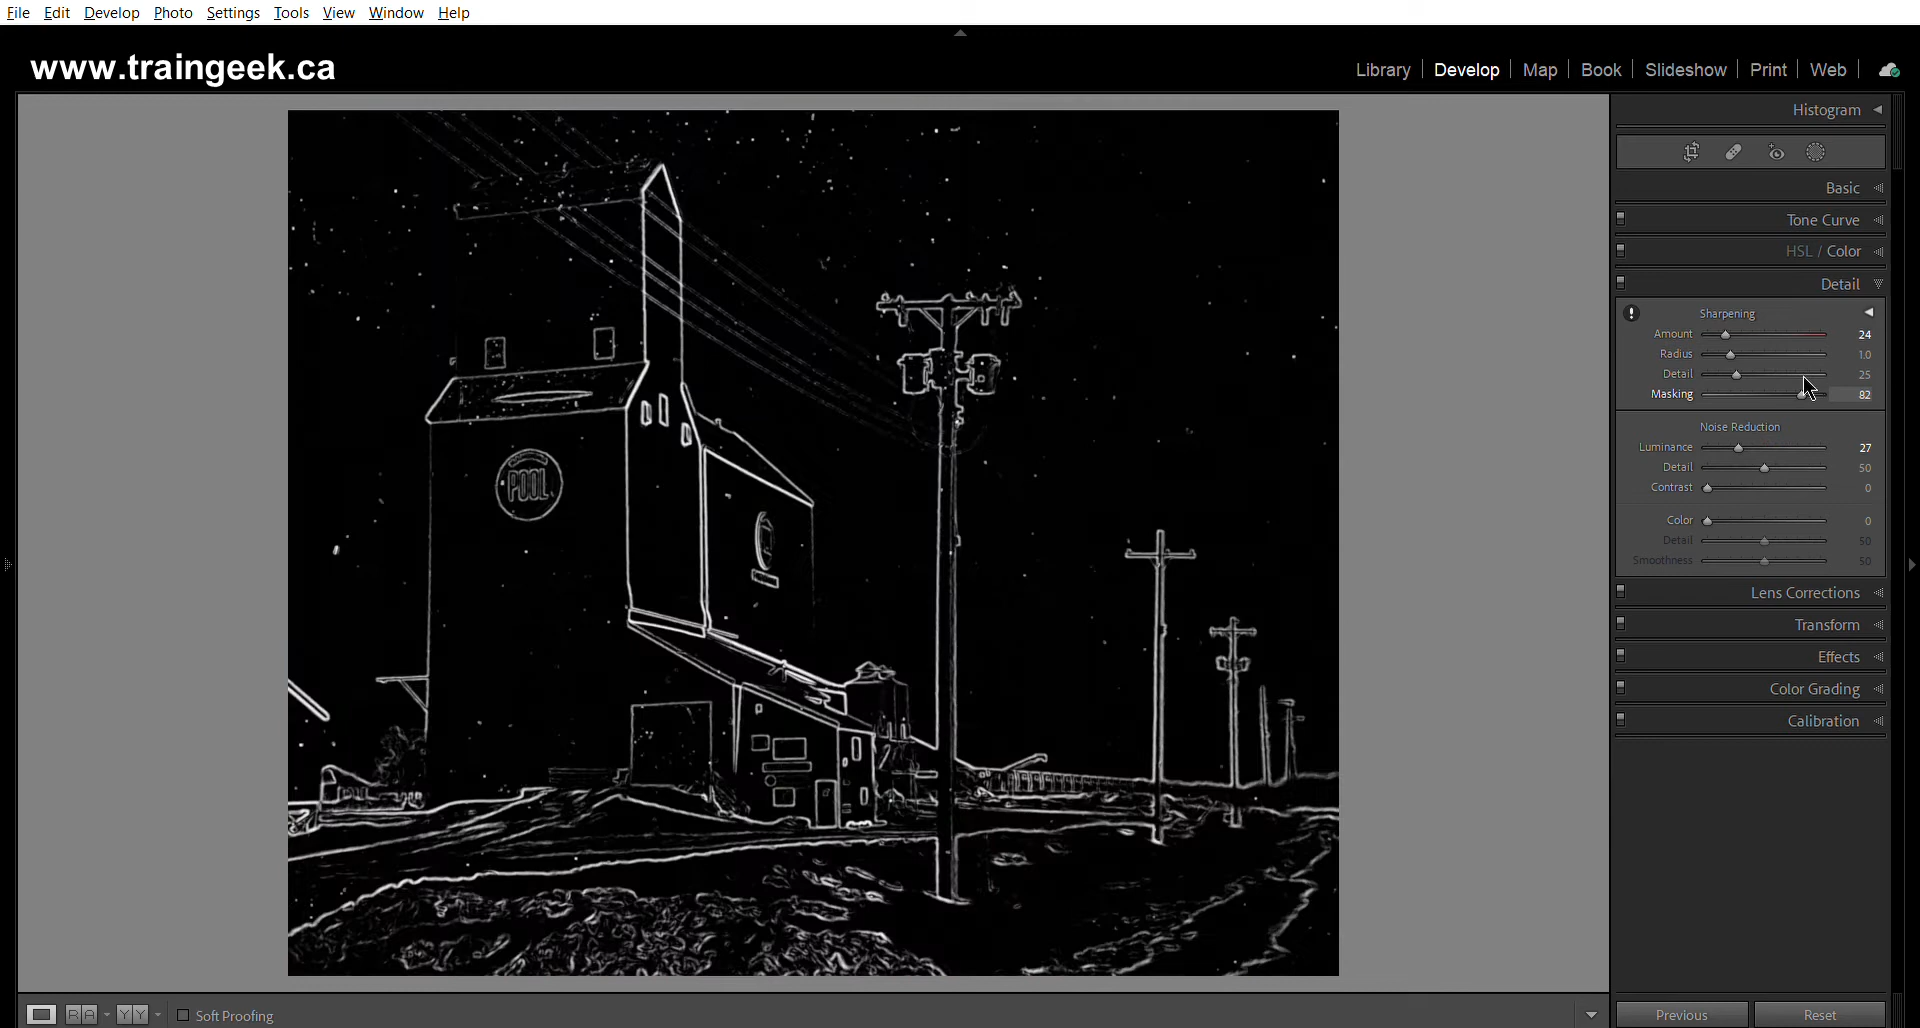 File Edit Develop Photo Settings Tools View Window Help
www.traingeek.ca
Library Develop Map Book Slideshow Print Web
Histogram
Basic
Tone Curve
HSL / Color
Detail
Sharpening
Amount 24
Radius 1.0
Detail 25
Masking 82
Noise Reduction
Luminance 27
Detail 50
Contrast 0
Color 0
Detail 50
Smoothness 50
Lens Corrections
Transform
Effects
Color Grading
Calibration
POOL
R A Y Y Soft Proofing
Previous Reset